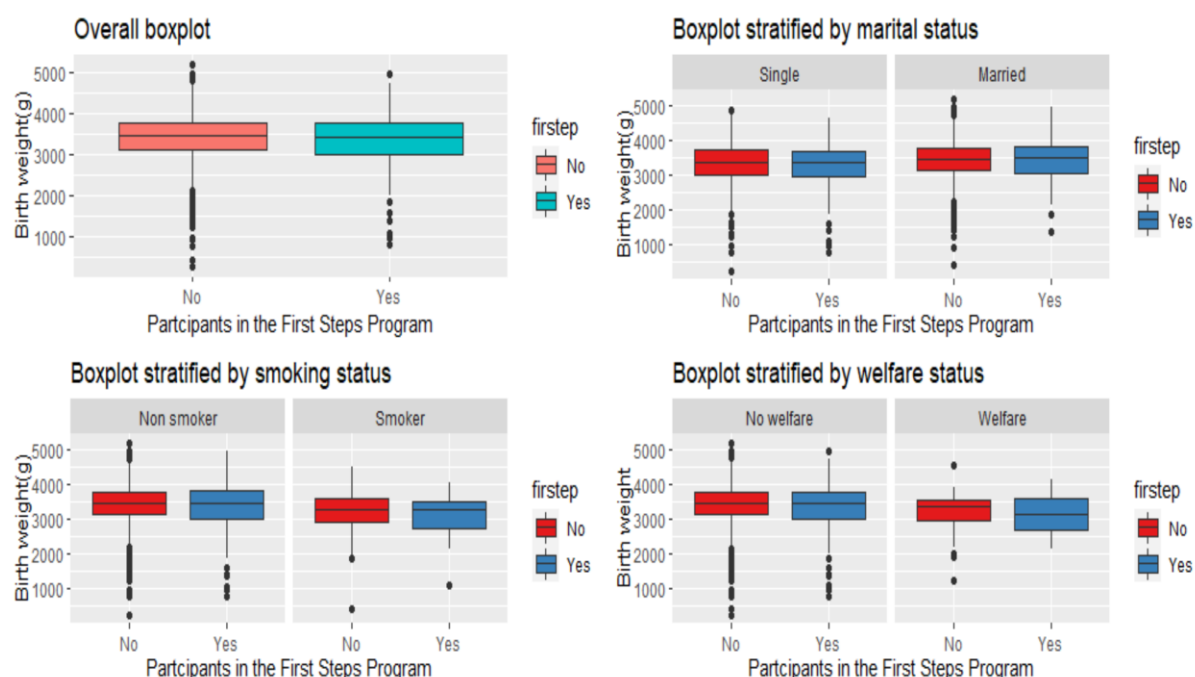 Overall boxplot
Birth weight(g)
5000
4000
3000
2000
1000
No
Yes
Partcipants in the First Steps Program
firstep
No
Yes
Boxplot stratified by marital status
Single
Married
Birth weight(g)
5000
4000
3000
2000
1000
No
Yes
No
Yes
Partcipants in the First Steps Program
firstep
No
Yes
Boxplot stratified by smoking status
Non smoker
Smoker
Birth weight(g)
5000
4000
3000
2000
1000
No
Yes
No
Yes
Partcipants in the First Steps Program
firstep
No
Yes
Boxplot stratified by welfare status
No welfare
Welfare
Birth weight
5000
4000
3000
2000
1000
No
Yes
No
Yes
Partcipants in the First Steps Program
firstep
No
Yes